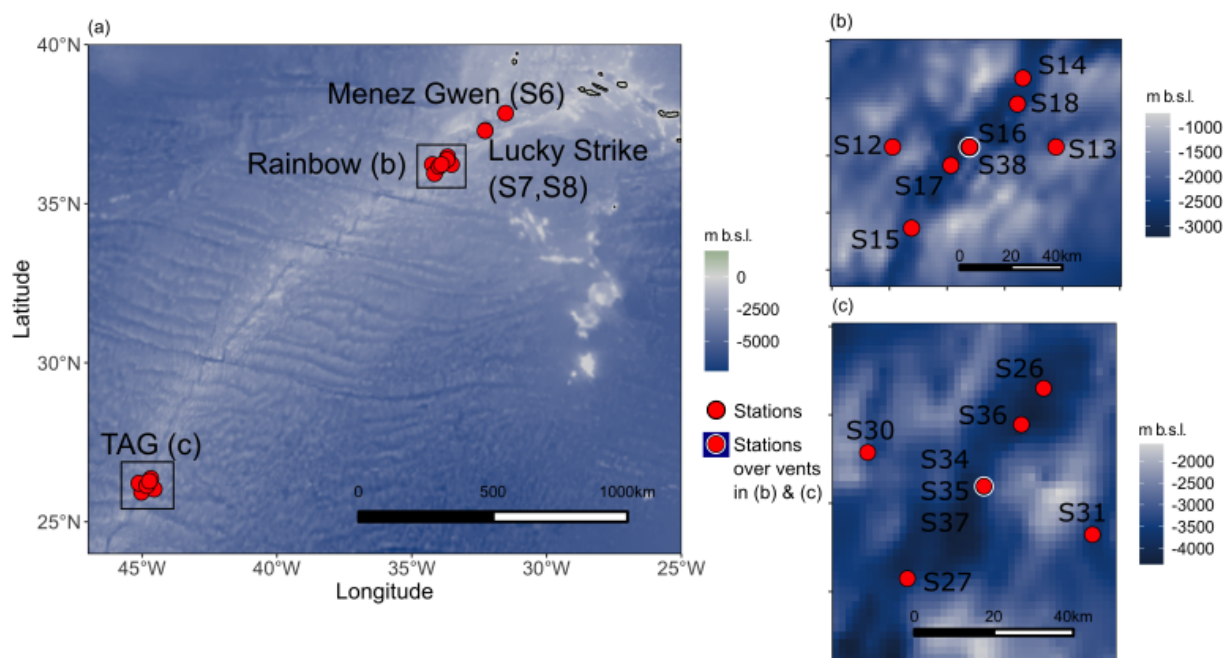 (a)
40°N
35°N
30°N
25°N
Latitude
Menez Gwen (S6)
Rainbow (b)
Lucky Strike
(S7,S8)
TAG (c)
0
500
1000km
45°W
40°W
35°W
30°W
25°W
Longitude
m b.s.l.
0
-2500
-5000
Stations
Stations
over vents
in (b) & (c)
(b)
S14
S18
S12
S16
S13
S38
S17
S15
0
20
40km
m b.s.l.
-1000
-1500
-2000
-2500
-3000
(c)
S26
S36
S30
S34
S35
S31
S37
S27
0
20
40km
m b.s.l.
-2000
-2500
-3000
-3500
-4000